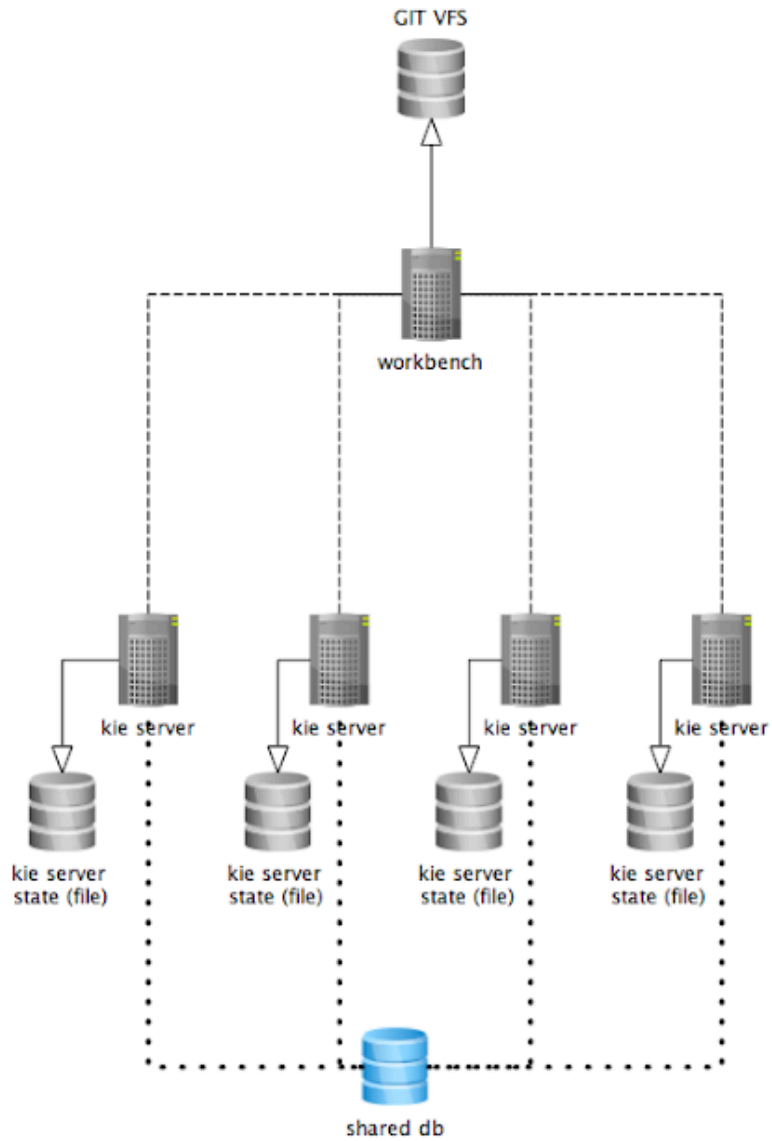 GIT VFS
workbench
kie server
kie server
kie server
kie server
kie server
state (file)
kie server
state (file)
kie server
state (file)
kie server
state (file)
shared db